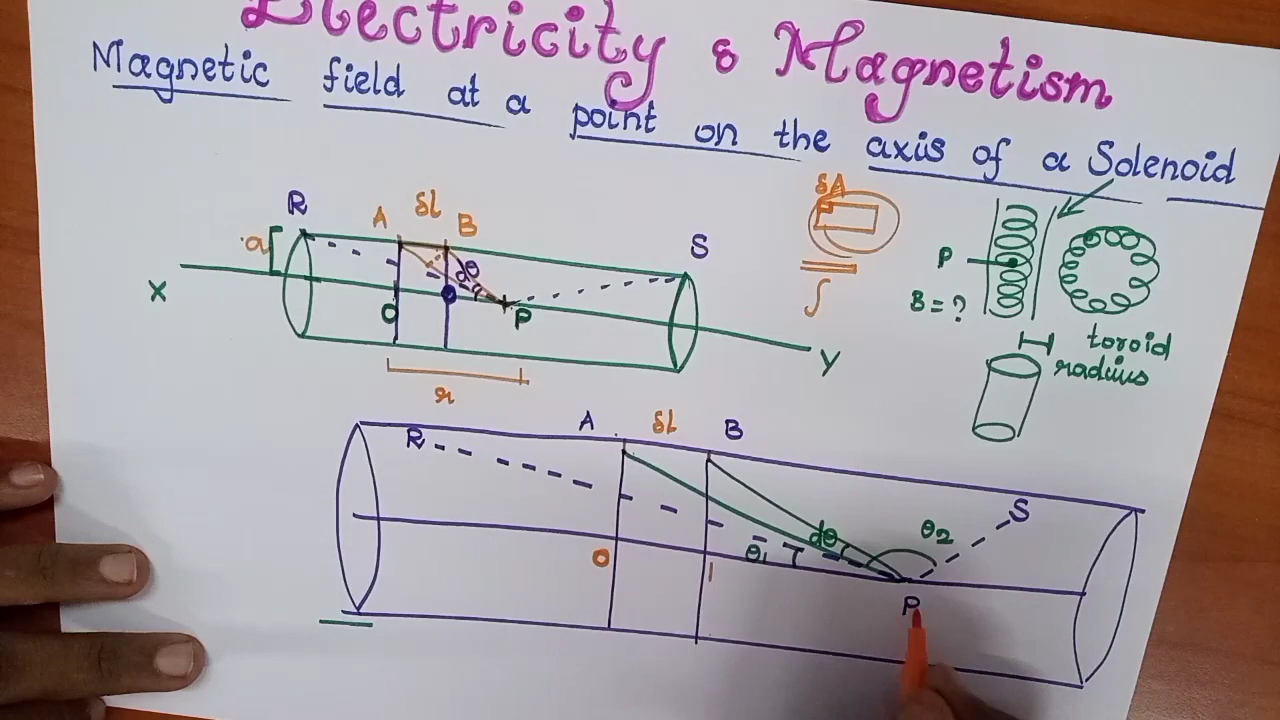 Electricity & Magnetism
Magnetic field at a point on the axis of a Solenoid
R A δl B S
a
dθ
X O P Y
r
δA
∫
P
B = ?
toroid
radius
A δl B
R S
dθ θ2
θ1
O
P